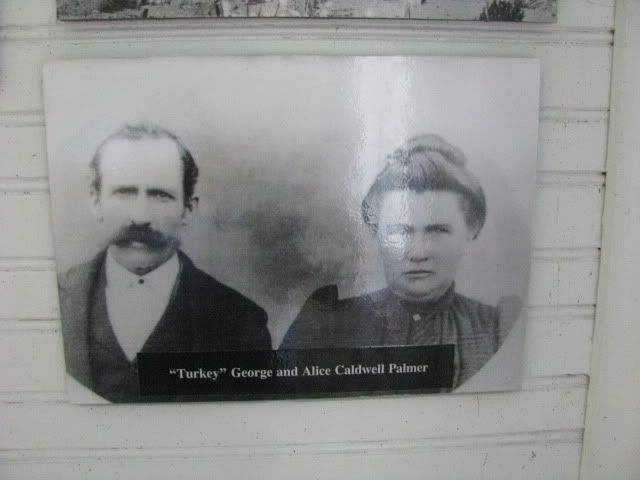 “Turkey” George and Alice Caldwell Palmer